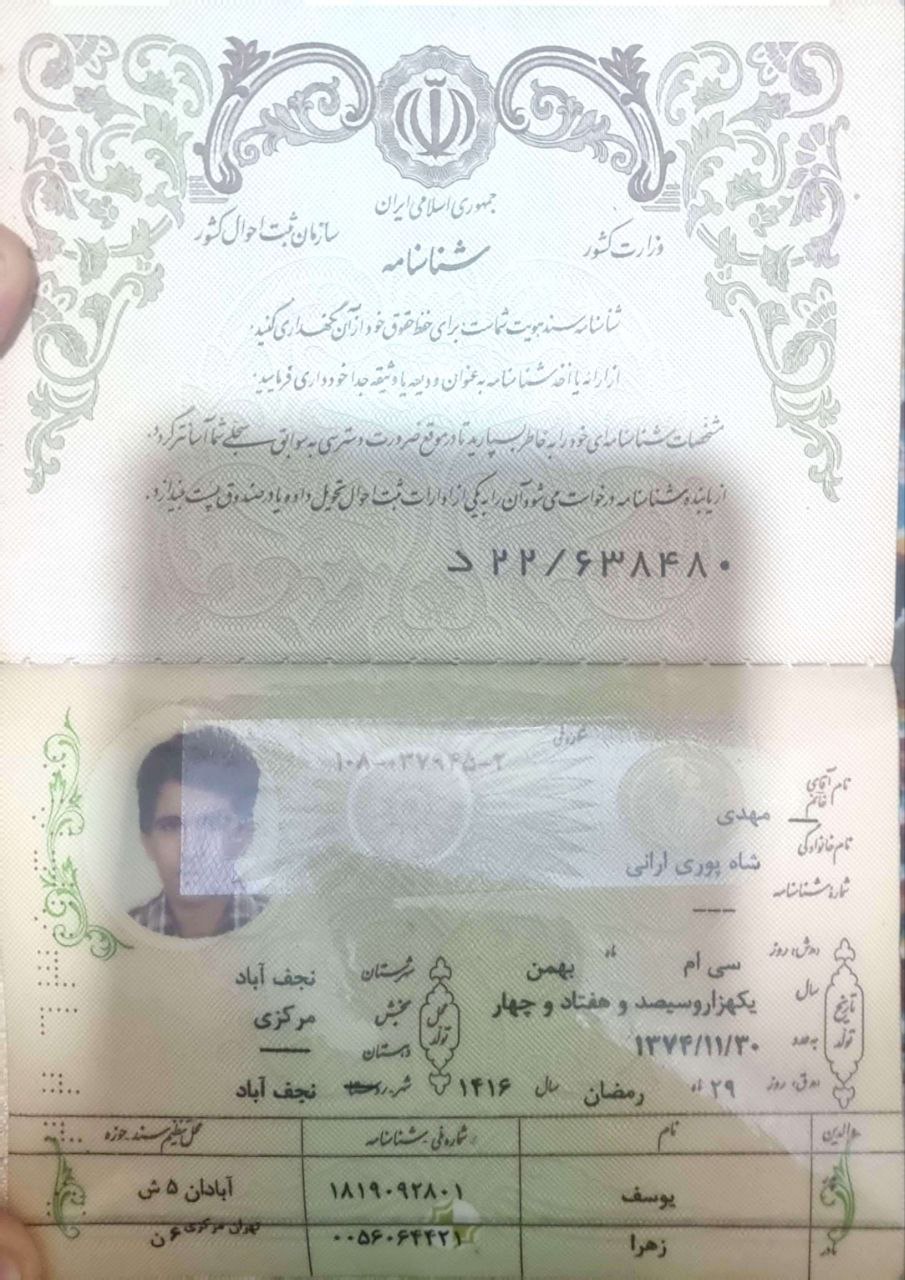 جمهوری اسلامی ایران
وزارت کشور
سازمان ثبت احوال کشور
شناسنامه
شناسنامه سند هویت شماست برای حفظ حقوق خود از آن نگهداری کنید.
از ارائه یا اخذ شناسنامه به عنوان ودیعه یا وثیقه جداً خودداری فرمایید.
مشخصات شناسنامه‌ای خود را به خاطر بسپارید تا در موقع ضرورت دسترسی به سوابق سجلی شما آسانتر گردد.
از یابنده شناسنامه درخواست می‌شود آن را به یکی از ادارات ثبت احوال تحویل داده یا در صندوق پست بیندازد.
د ۲۲/۶۳۸۴۸۰
شماره ملی
۱۰۸-۰۳۷۹۴۵-۲
نام آقای خانم مهدی
نام خانوادگی شاه پوری ارانی
شماره شناسنامه ---
تاریخ تولد
روز سی ام ماه بهمن
سال یکهزاروسیصد و هفتاد و چهار
به عدد ۱۳۷۴/۱۱/۳۰
روز ۲۹ ماه رمضان سال ۱۴۱۶
محل تولد
شهرستان نجف آباد
بخش مرکزی
دهستان ——
شهر-روستا نجف آباد
والدین نام شماره ملی-شناسنامه محل تنظیم سند-حوزه
پدر یوسف ۱۸۱۹۰۹۲۸۰۱ آبادان ۵ ش
مادر زهرا ۰۰۵۶۰۶۴۴۲۱ تهران مرکزی ۶ ن